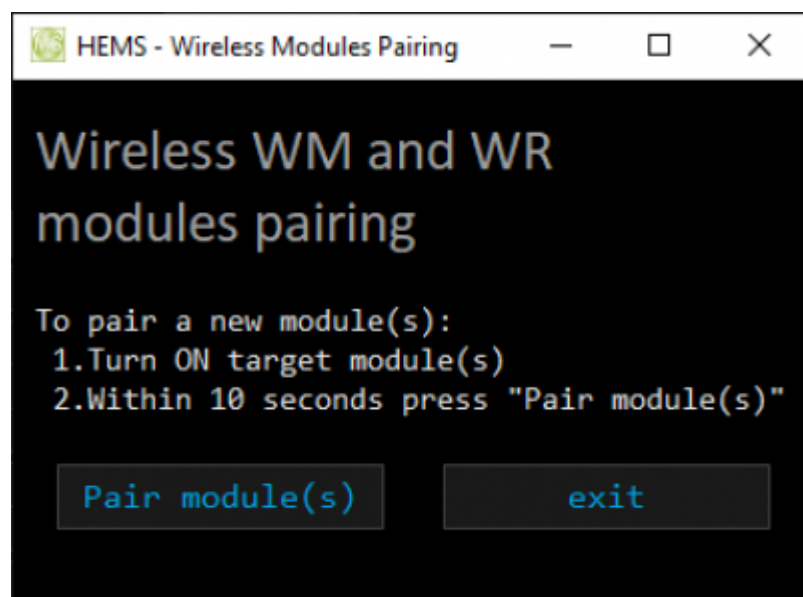 HEMS - Wireless Modules Pairing
Wireless WM and WR
modules pairing
To pair a new module(s):
1.Turn ON target module(s)
2.Within 10 seconds press "Pair module(s)"
Pair module(s)
exit